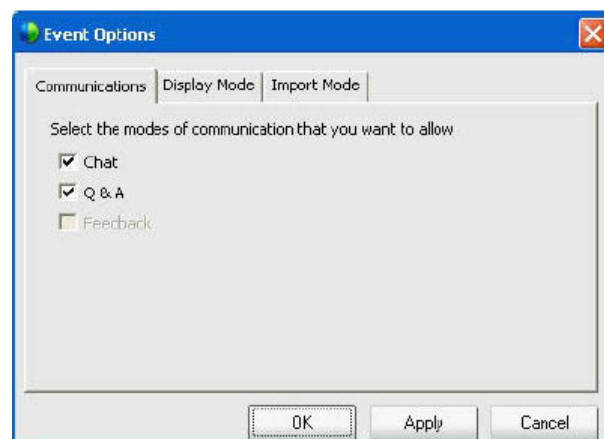 Event Options
Communications Display Mode Import Mode
Select the modes of communication that you want to allow
Chat
Q & A
Feedback
OK Apply Cancel